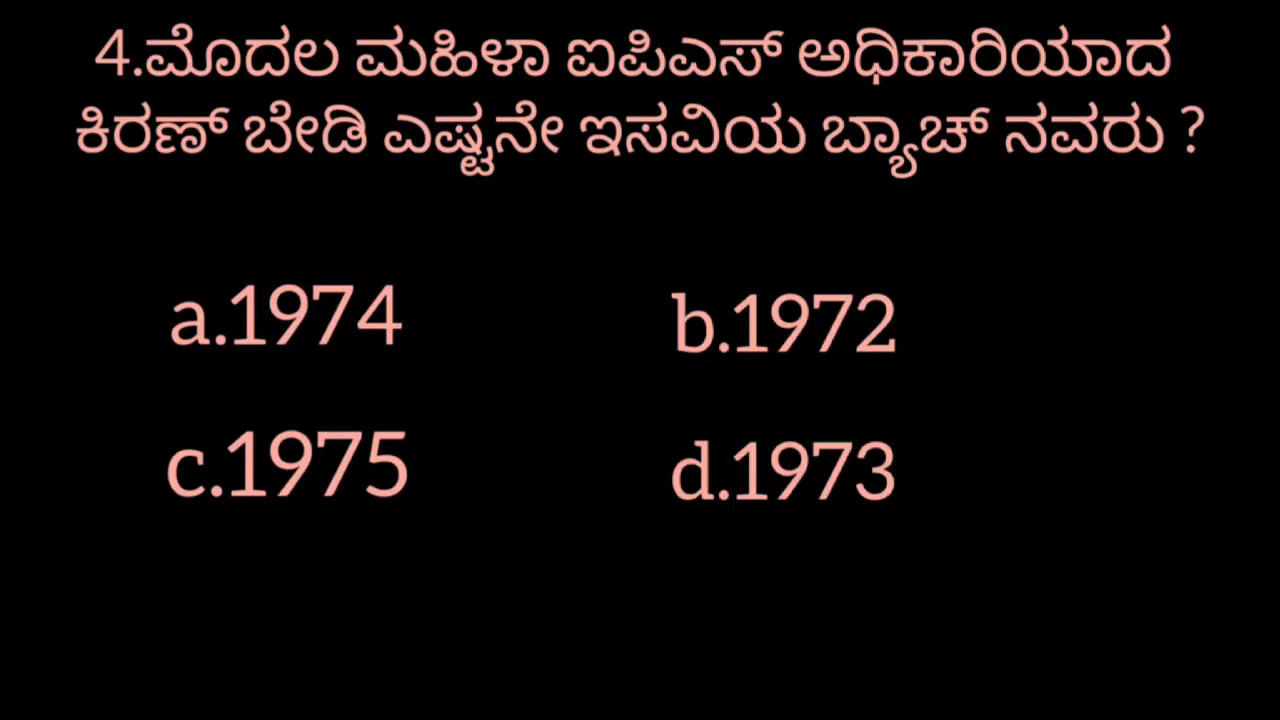 4.ಮೊದಲ ಮಹಿಳಾ ಐಪಿಎಸ್ ಅಧಿಕಾರಿಯಾದ
ಕಿರಣ್ ಬೇಡಿ ಎಷ್ಟನೇ ಇಸವಿಯ ಬ್ಯಾಚ್ ನವರು ?
a.1974 b.1972
c.1975 d.1973